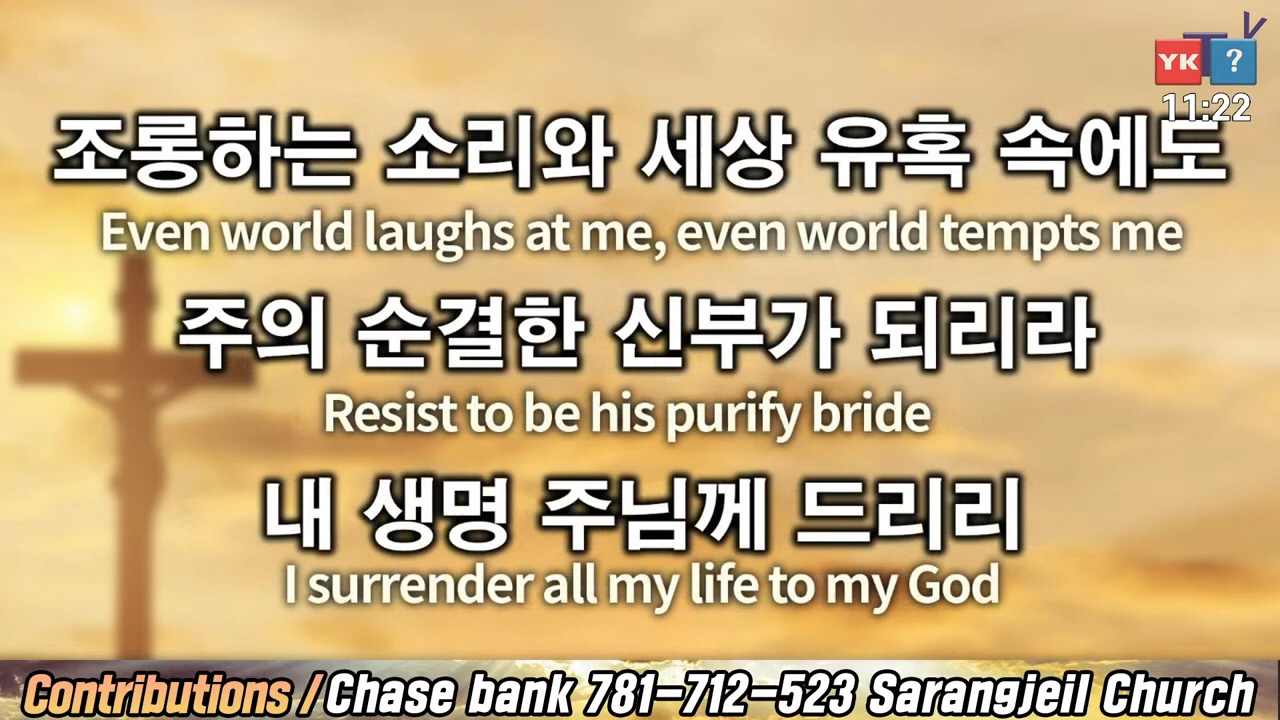 YK T ? V
11:22
조롱하는 소리와 세상 유혹 속에도
Even world laughs at me, even world tempts me
주의 순결한 신부가 되리라
Resist to be his purify bride
내 생명 주님께 드리리
I surrender all my life to my God
Contributions / Chase bank 781-712-523 Sarangjeil Church